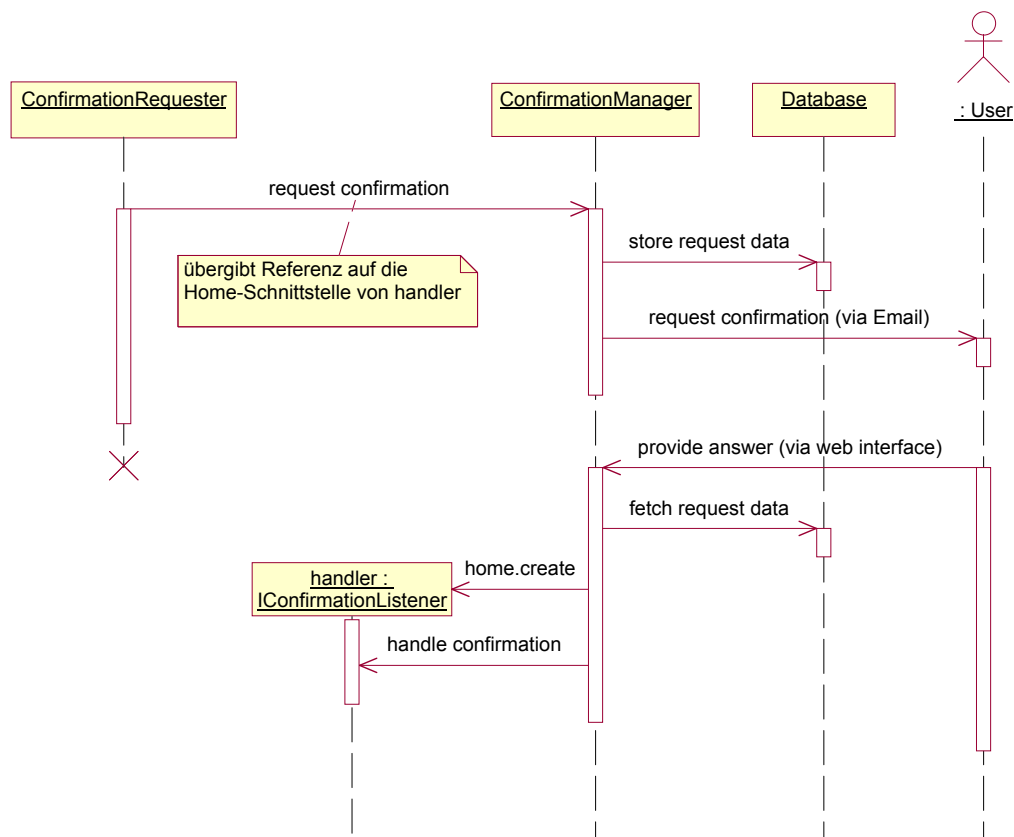 ConfirmationRequester
ConfirmationManager
Database
: User
request confirmation
übergibt Referenz auf die
Home-Schnittstelle von handler
store request data
request confirmation (via Email)
provide answer (via web interface)
fetch request data
home.create
handler :
IConfirmationListener
handle confirmation